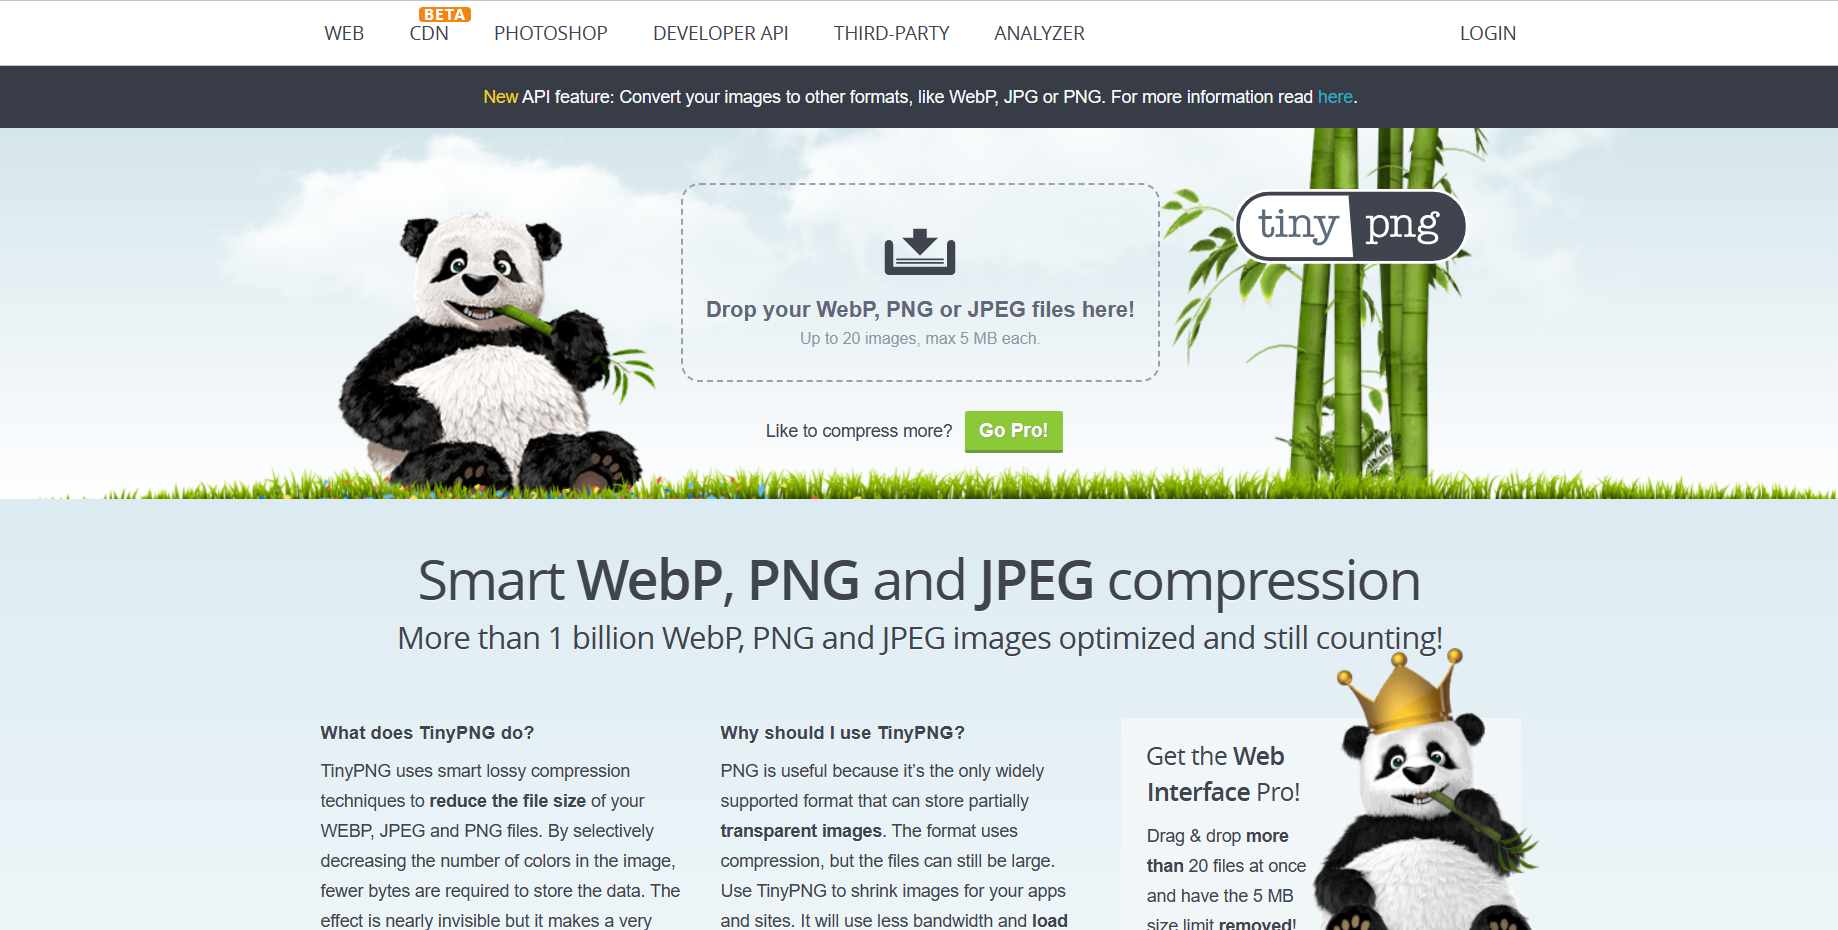 WEB
BETA
CDN
PHOTOSHOP
DEVELOPER API
THIRD-PARTY
ANALYZER
LOGIN
New API feature: Convert your images to other formats, like WebP, JPG or PNG. For more information read here.
Drop your WebP, PNG or JPEG files here!
Up to 20 images, max 5 MB each.
tiny png
Like to compress more?
Go Pro!
Smart WebP, PNG and JPEG compression
More than 1 billion WebP, PNG and JPEG images optimized and still counting!
What does TinyPNG do?
TinyPNG uses smart lossy compression
techniques to reduce the file size of your
WEBP, JPEG and PNG files. By selectively
decreasing the number of colors in the image,
fewer bytes are required to store the data. The
effect is nearly invisible but it makes a very
Why should I use TinyPNG?
PNG is useful because it’s the only widely
supported format that can store partially
transparent images. The format uses
compression, but the files can still be large.
Use TinyPNG to shrink images for your apps
and sites. It will use less bandwidth and load
Get the Web
Interface Pro!
Drag & drop more
than 20 files at once
and have the 5 MB
size limit removed!